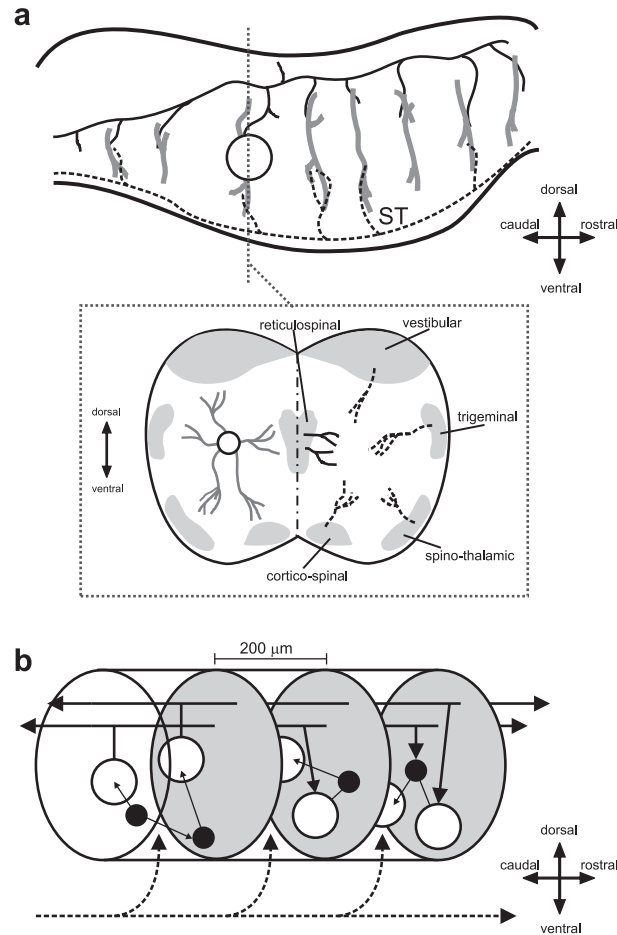 a
ST
dorsal
caudal rostral
ventral
reticulospinal
vestibular
dorsal
trigeminal
ventral
spino-thalamic
cortico-spinal
b
200 μm
dorsal
caudal rostral
ventral